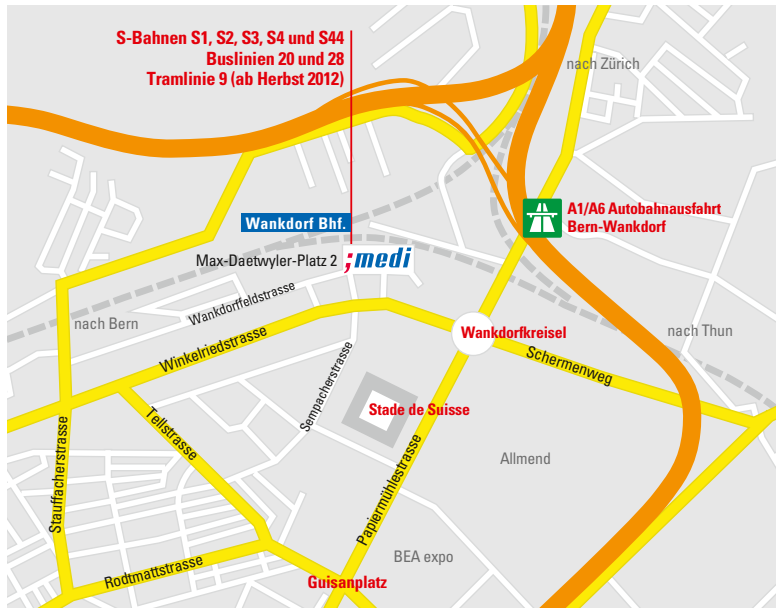 S-Bahnen S1, S2, S3, S4 und S44
Buslinien 20 und 28
Tramlinie 9 (ab Herbst 2012)
nach Zürich
A1/A6 Autobahnausfahrt
Bern-Wankdorf
Wankdorf Bhf.
Max-Daetwyler-Platz 2
;medi
Wankdorffeldstrasse
nach Bern
Winkelriedstrasse
Wankdorfkreisel
nach Thun
Schermenweg
Sempacherstrasse
Stade de Suisse
Tellstrasse
Stauffacherstrasse
Papiermühlestrasse
Allmend
BEA expo
Rodtmattstrasse
Guisanplatz